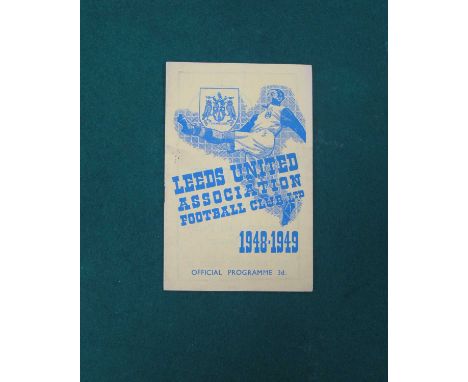 LEEDS UNITED
ASSOCIATION
FOOTBALL CLUB LTD
1948-1949
OFFICIAL PROGRAMME 3d.